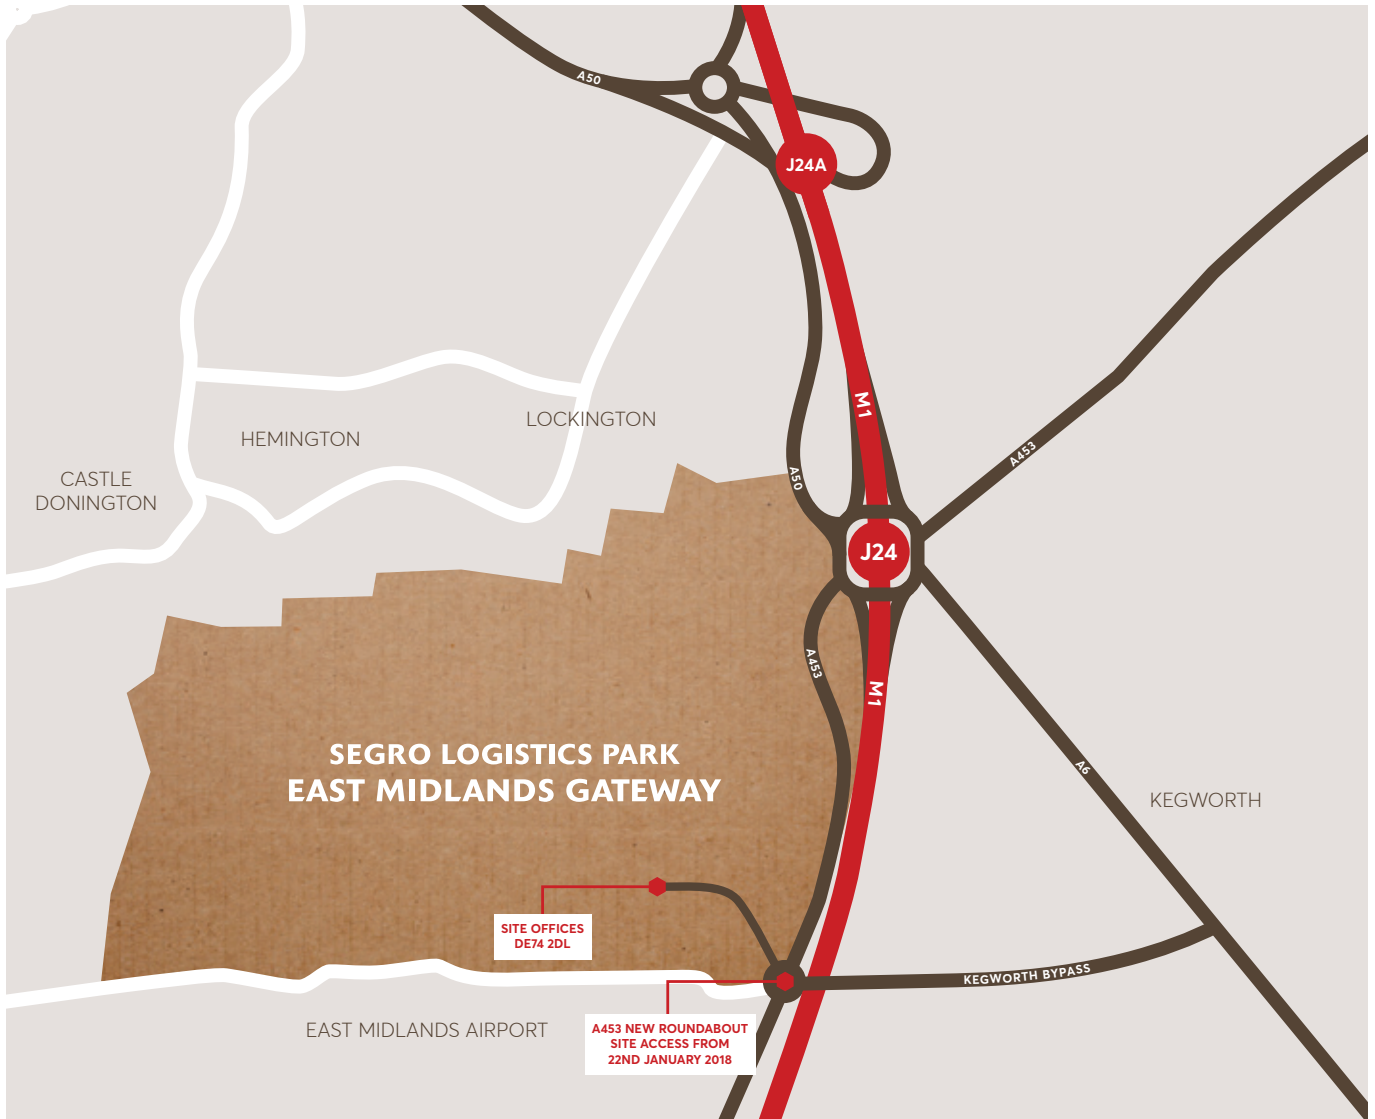 A50
J24A
M1
LOCKINGTON
HEMINGTON
A453
CASTLE
DONINGTON
A50
J24
A453
M1
SEGRO LOGISTICS PARK
EAST MIDLANDS GATEWAY
A6
KEGWORTH
SITE OFFICES
DE74 2DL
KEGWORTH BYPASS
EAST MIDLANDS AIRPORT
A453 NEW ROUNDABOUT
SITE ACCESS FROM
22ND JANUARY 2018